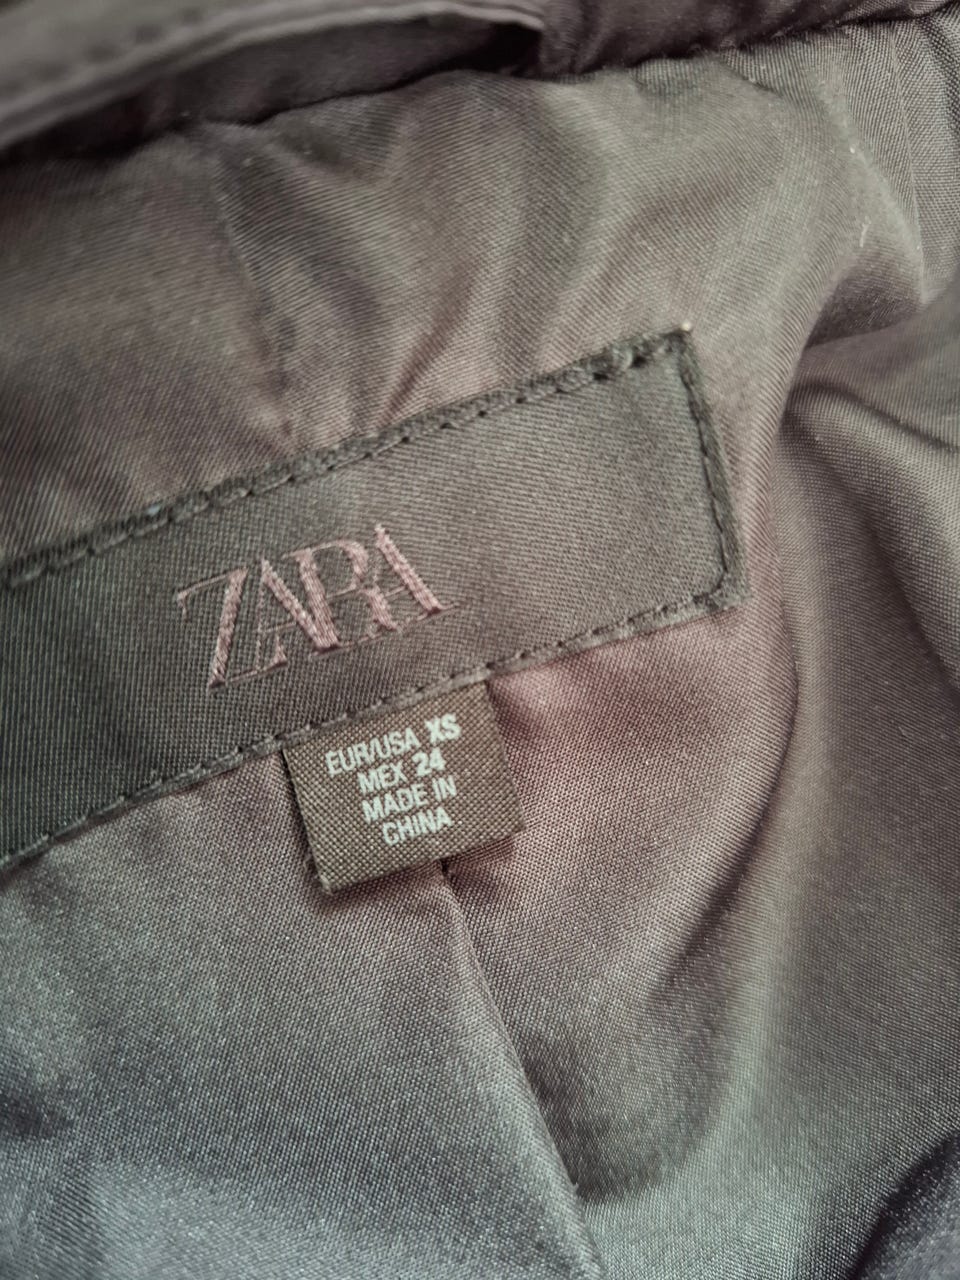 ZARA
EUR/USA XS
MEX 24
MADE IN
CHINA